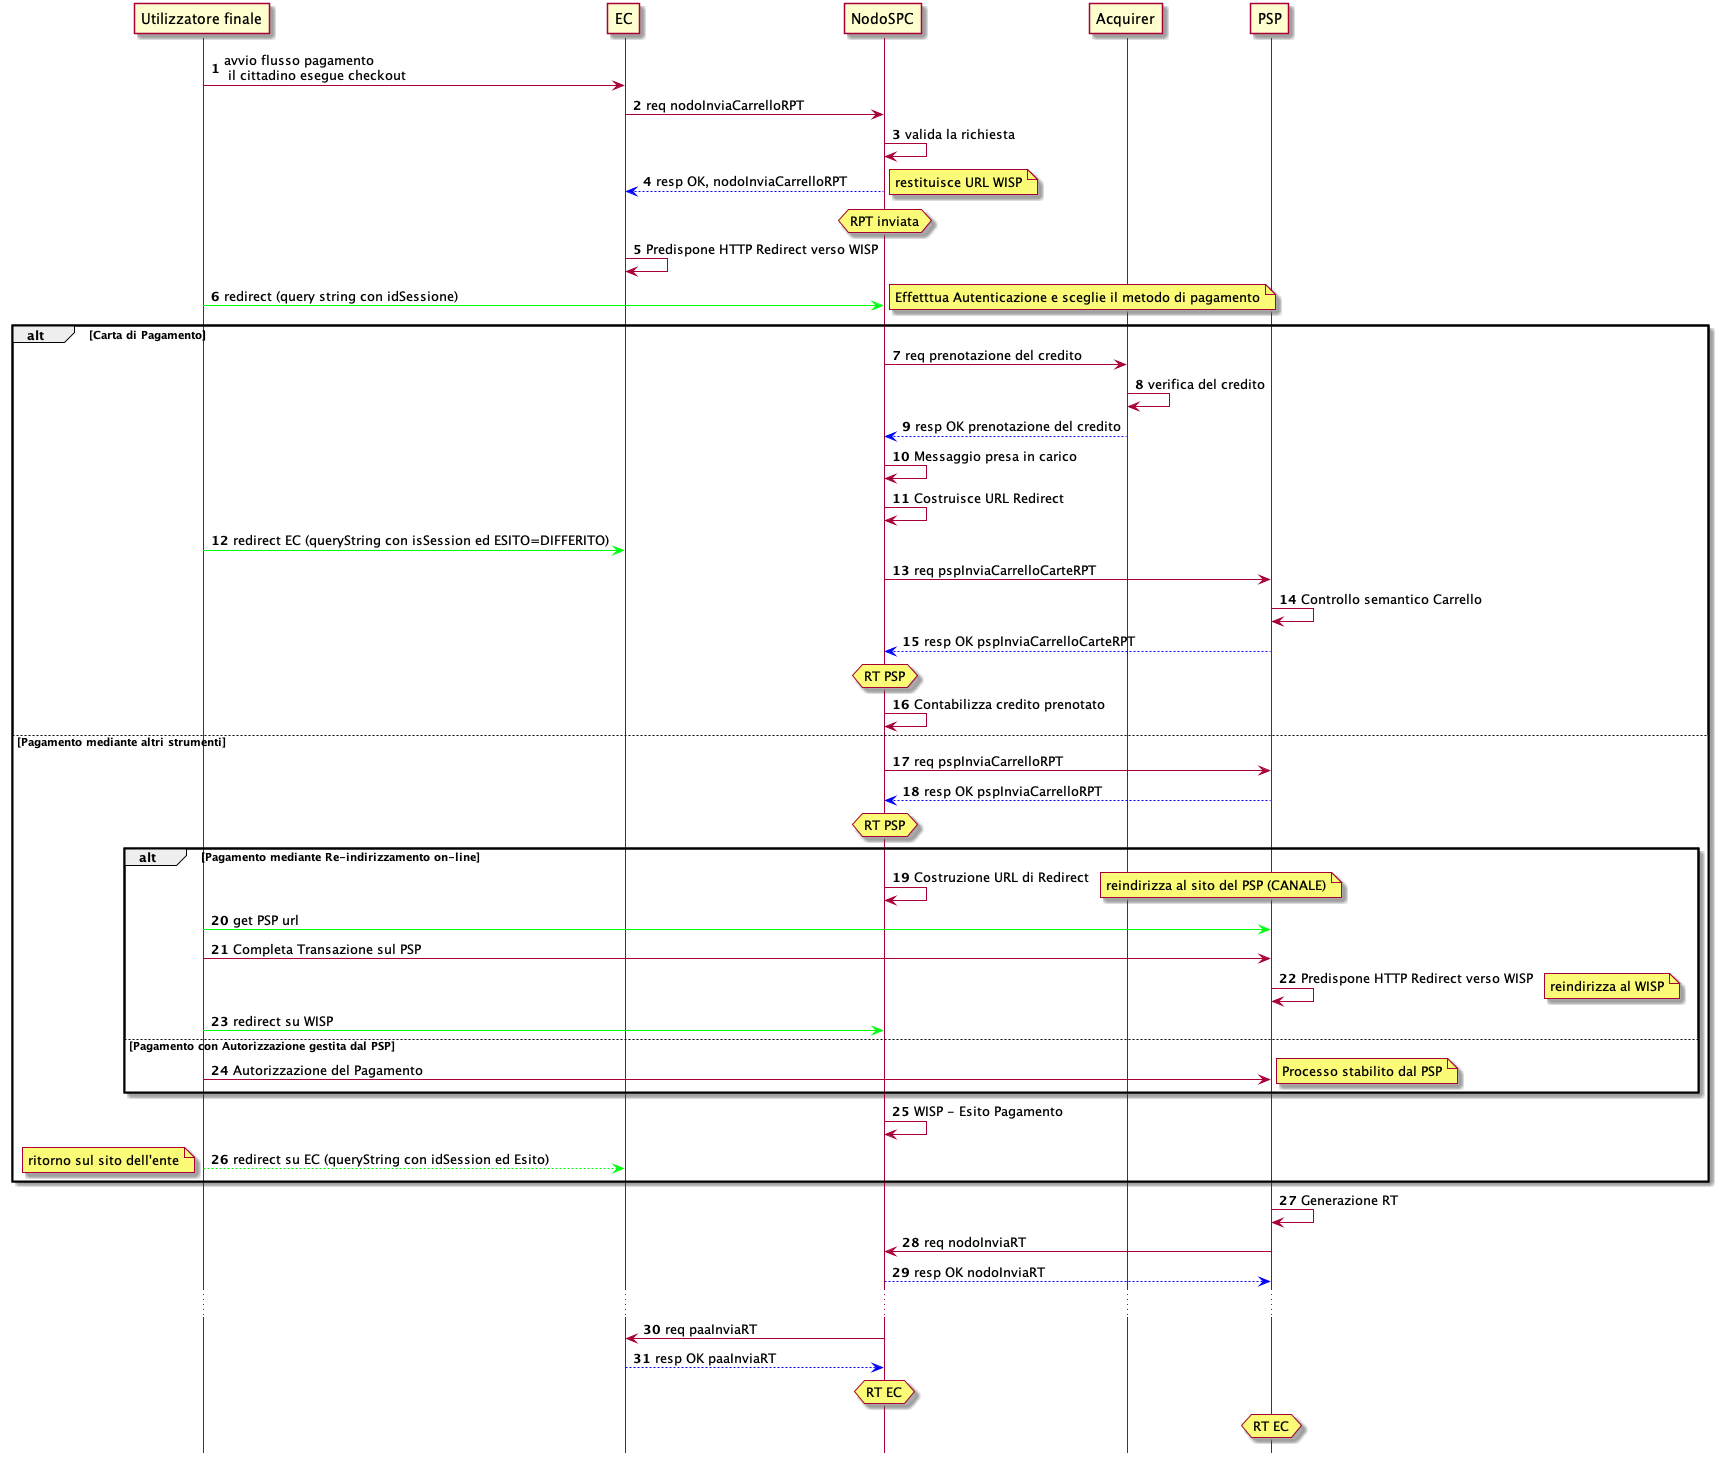 Utilizzatore finale
EC
NodoSPC
Acquirer
PSP
1 avvio flusso pagamento
il cittadino esegue checkout
2 req nodoInviaCarrelloRPT
3 valida la richiesta
4 resp OK, nodoInviaCarrelloRPT
restituisce URL WISP
RPT inviata
5 Predispone HTTP Redirect verso WISP
6 redirect (query string con idSessione)
Effetttua Autenticazione e sceglie il metodo di pagamento
alt [Carta di Pagamento]
7 req prenotazione del credito
8 verifica del credito
9 resp OK prenotazione del credito
10 Messaggio presa in carico
11 Costruisce URL Redirect
12 redirect EC (queryString con isSession ed ESITO=DIFFERITO)
13 req pspInviaCarrelloCarteRPT
14 Controllo semantico Carrello
15 resp OK pspInviaCarrelloCarteRPT
RT PSP
16 Contabilizza credito prenotato
[Pagamento mediante altri strumenti]
17 req pspInviaCarrelloRPT
18 resp OK pspInviaCarrelloRPT
RT PSP
alt [Pagamento mediante Re-indirizzamento on-line]
19 Costruzione URL di Redirect
reindirizza al sito del PSP (CANALE)
20 get PSP url
21 Completa Transazione sul PSP
22 Predispone HTTP Redirect verso WISP
reindirizza al WISP
23 redirect su WISP
[Pagamento con Autorizzazione gestita dal PSP]
24 Autorizzazione del Pagamento
Processo stabilito dal PSP
25 WISP - Esito Pagamento
ritorno sul sito dell'ente
26 redirect su EC (queryString con idSession ed Esito)
27 Generazione RT
28 req nodoInviaRT
29 resp OK nodoInviaRT
30 req paaInviaRT
31 resp OK paaInviaRT
RT EC
RT EC